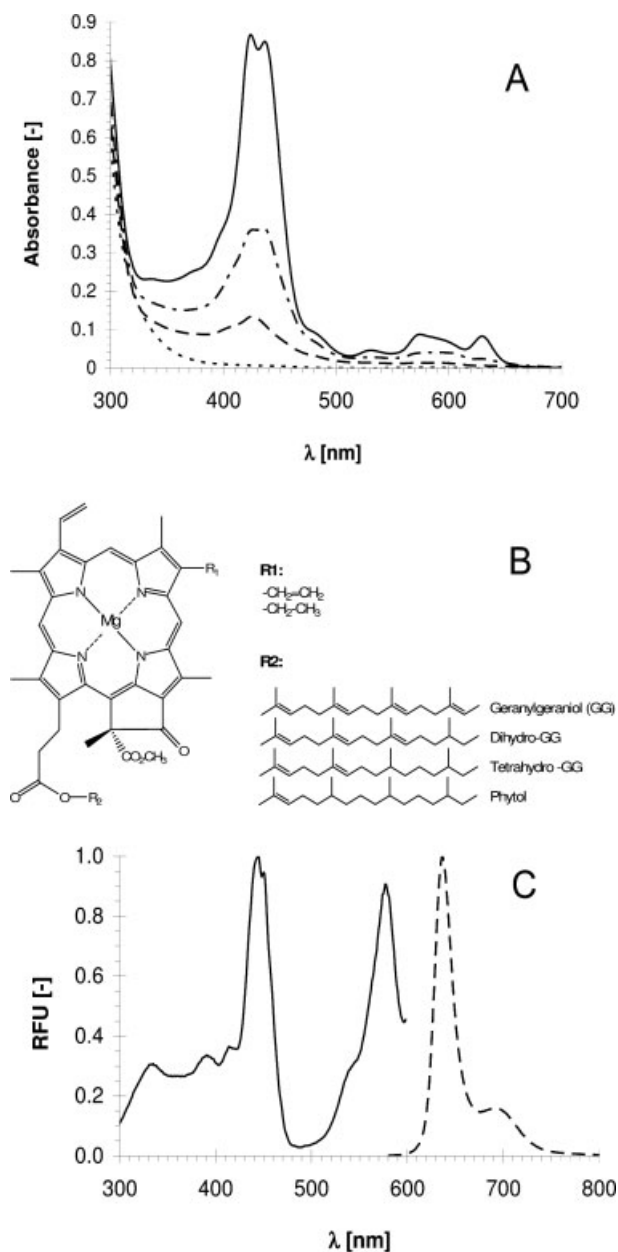 A
Absorbance [-]
0.9
0.8
0.7
0.6
0.5
0.4
0.3
0.2
0.1
0
300 400 500 600 700
λ [nm]
B
R₁
N N
Mg
N N
O
CO₂CH₃
O O-R₂
R1:
-CH₂=CH₂
-CH₂-CH₃
R2:
Geranylgeraniol (GG)
Dihydro-GG
Tetrahydro -GG
Phytol
C
RFU [-]
1.0
0.8
0.6
0.4
0.2
0.0
300 400 500 600 700 800
λ [nm]